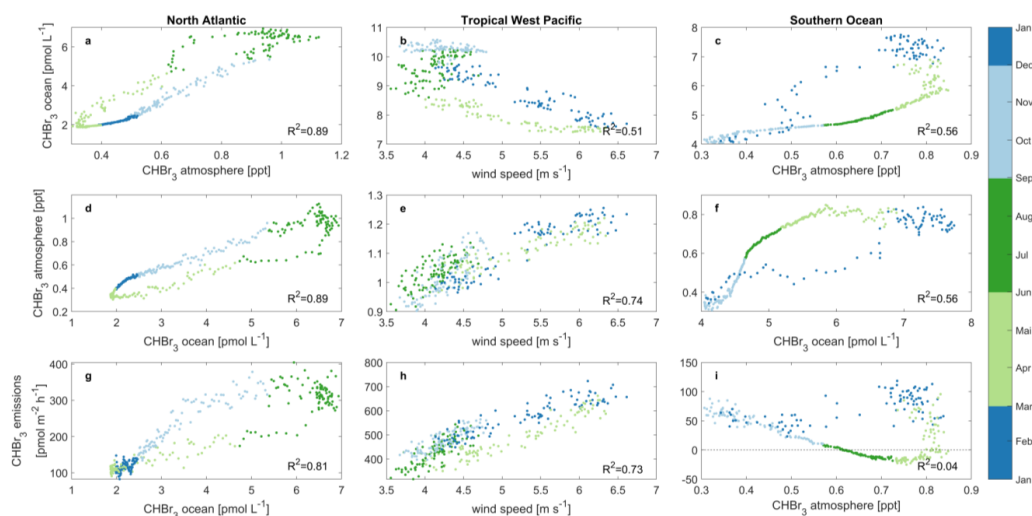 North Atlantic
Tropical West Pacific
Southern Ocean
a
CHBr₃ ocean [pmol L⁻¹]
6
4
2
R²=0.89
0.4 0.6 0.8 1 1.2
CHBr₃ atmosphere [ppt]
b
11
10
9
8
7
R²=0.51
3.5 4 4.5 5 5.5 6 6.5 7
wind speed [m s⁻¹]
c
8
7
6
5
4
R²=0.56
0.3 0.4 0.5 0.6 0.7 0.8 0.9
CHBr₃ atmosphere [ppt]
d
CHBr₃ atmosphere [ppt]
1
0.8
0.6
0.4
0.2
R²=0.89
1 2 3 4 5 6 7
CHBr₃ ocean [pmol L⁻¹]
e
1.3
1.2
1.1
1
0.9
R²=0.74
3.5 4 4.5 5 5.5 6 6.5 7
wind speed [m s⁻¹]
f
0.8
0.6
0.4
R²=0.56
4 5 6 7 8
CHBr₃ ocean [pmol L⁻¹]
g
CHBr₃ emissions
[pmol m⁻² h⁻¹]
400
300
200
100
R²=0.81
1 2 3 4 5 6 7
CHBr₃ ocean [pmol L⁻¹]
h
800
700
600
500
400
R²=0.73
3.5 4 4.5 5 5.5 6 6.5 7
wind speed [m s⁻¹]
i
150
100
50
0
-50
R²=0.04
0.3 0.4 0.5 0.6 0.7 0.8 0.9
CHBr₃ atmosphere [ppt]
Jan
Dec
Nov
Oct
Sep
Aug
Jul
Jun
Mai
Apr
Mar
Feb
Jan